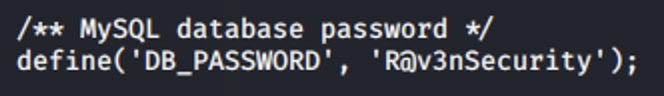 /** MySQL database password */
define('DB_PASSWORD', 'R@v3nSecurity');